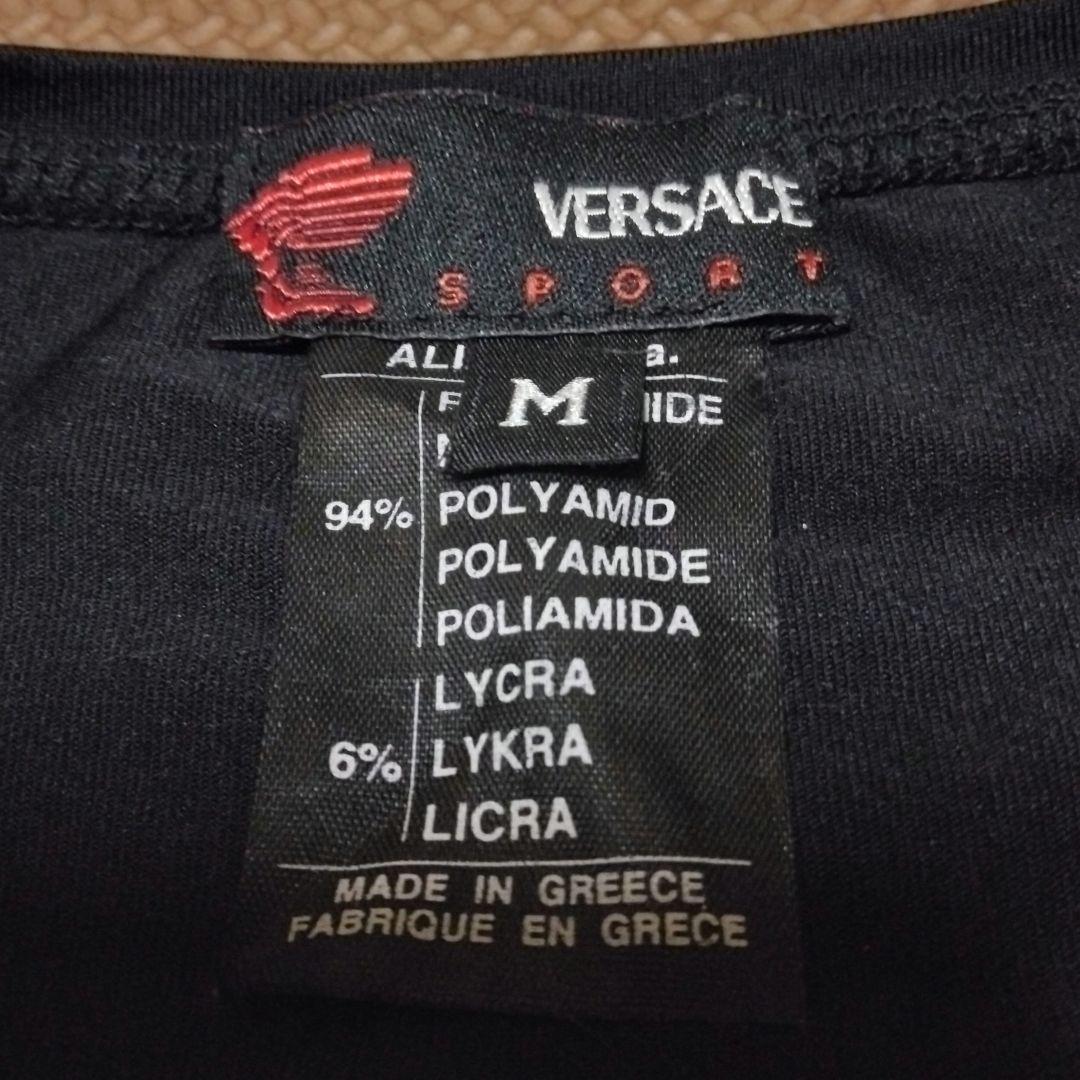 VERSACE
SPORT
M
94%
POLYAMID
POLYAMIDE
POLIAMIDA
LYCRA
6% LYKRA
LICRA
MADE IN GREECE
FABRIQUE EN GRECE